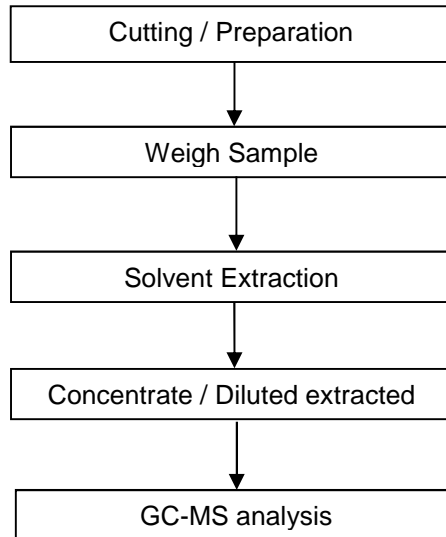 Cutting / Preparation
Weigh Sample
Solvent Extraction
Concentrate / Diluted extracted
GC-MS analysis